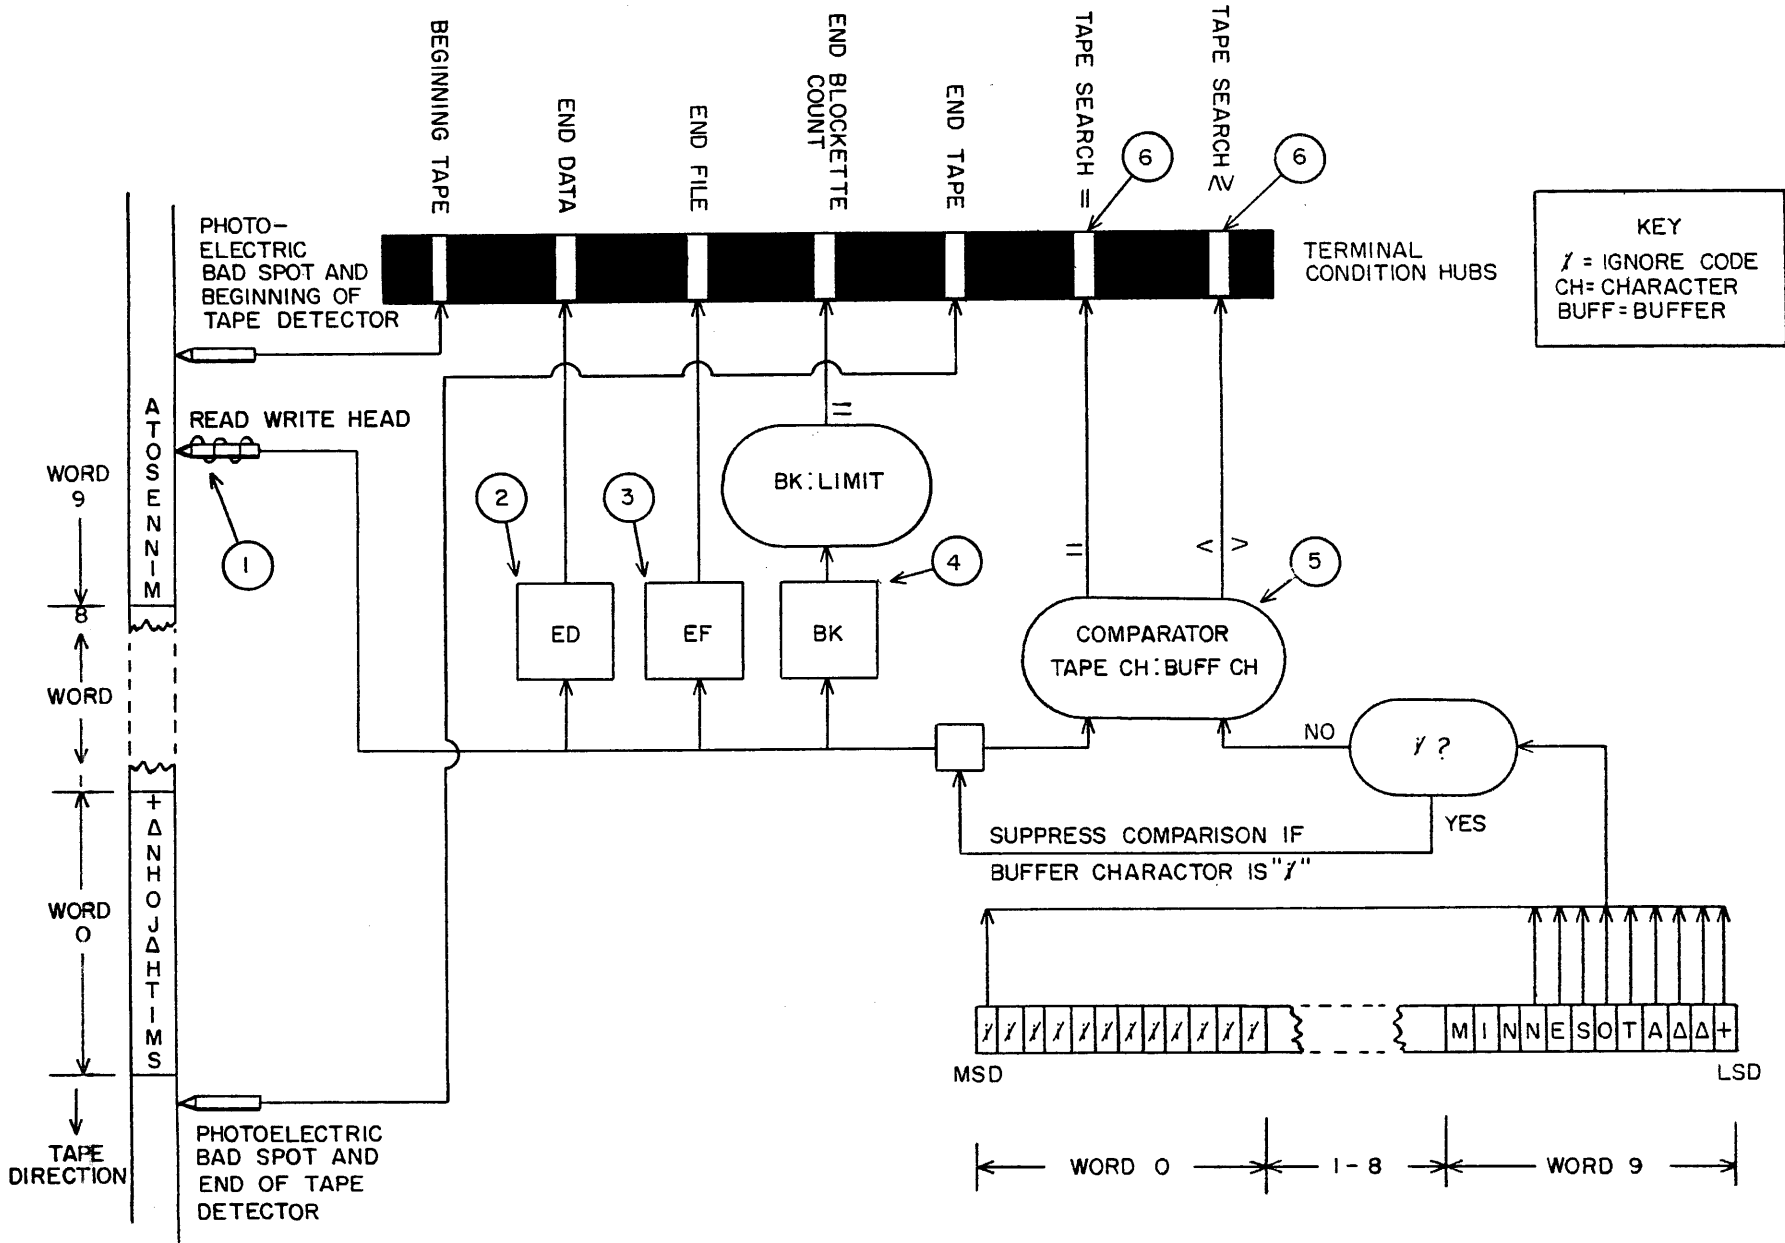 BEGINNING TAPE
END DATA
END FILE
END BLOCKETTE
COUNT
END TAPE
TAPE SEARCH =
TAPE SEARCH ≥
6
6
PHOTO-
ELECTRIC
BAD SPOT AND
BEGINNING OF
TAPE DETECTOR
TERMINAL
CONDITION HUBS
KEY
i̸ = IGNORE CODE
CH=CHARACTER
BUFF=BUFFER
READ WRITE HEAD
1
WORD
9
ATOSENNIM
8
WORD
1
WORD
0
+ΔNHOJΔHTIMS
TAPE
DIRECTION
2
3
4
5
=
BK:LIMIT
ED
EF
BK
=
< >
COMPARATOR
TAPE CH:BUFF CH
NO
i̸ ?
YES
SUPPRESS COMPARISON IF
BUFFER CHARACTOR IS "i̸"
i̸ i̸ i̸ i̸ i̸ i̸ i̸ i̸ i̸ i̸ i̸ i̸
M I N N E S O T A Δ Δ +
MSD
LSD
WORD 0
1-8
WORD 9
PHOTOELECTRIC
BAD SPOT AND
END OF TAPE
DETECTOR